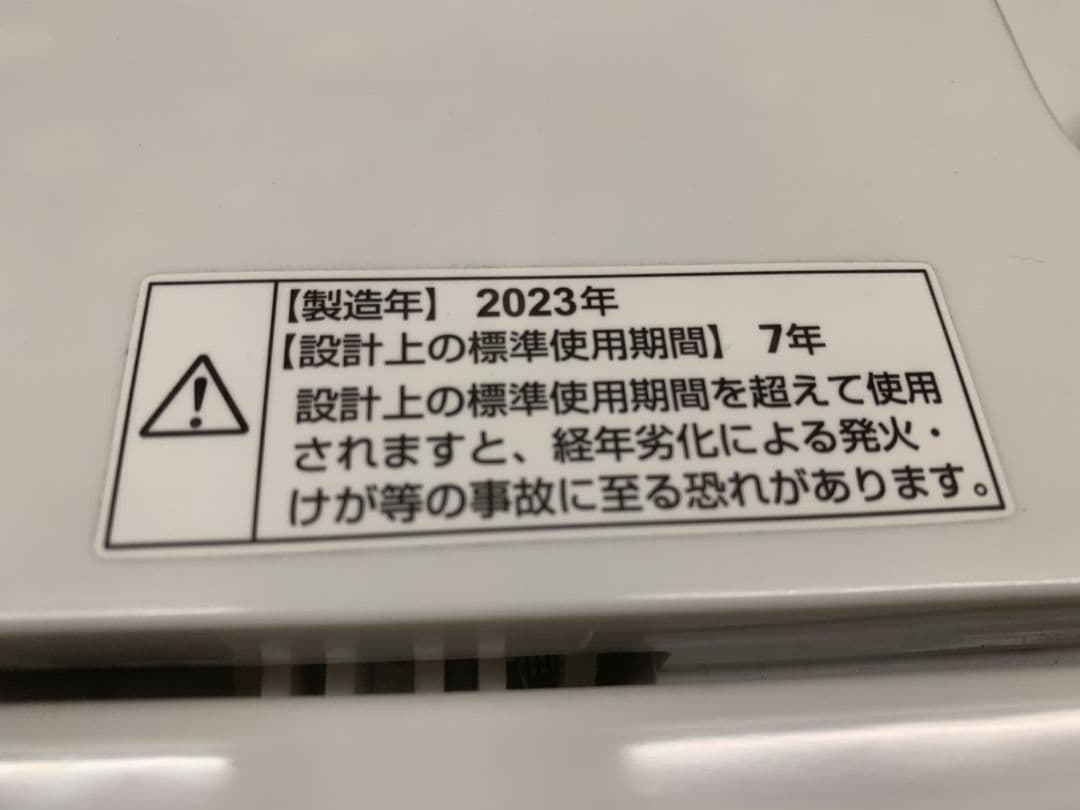 【製造年】 2023年
【設計上の標準使用期間】 7年
設計上の標準使用期間を超えて使用
されますと、経年劣化による発火・
けが等の事故に至る恐れがあります。